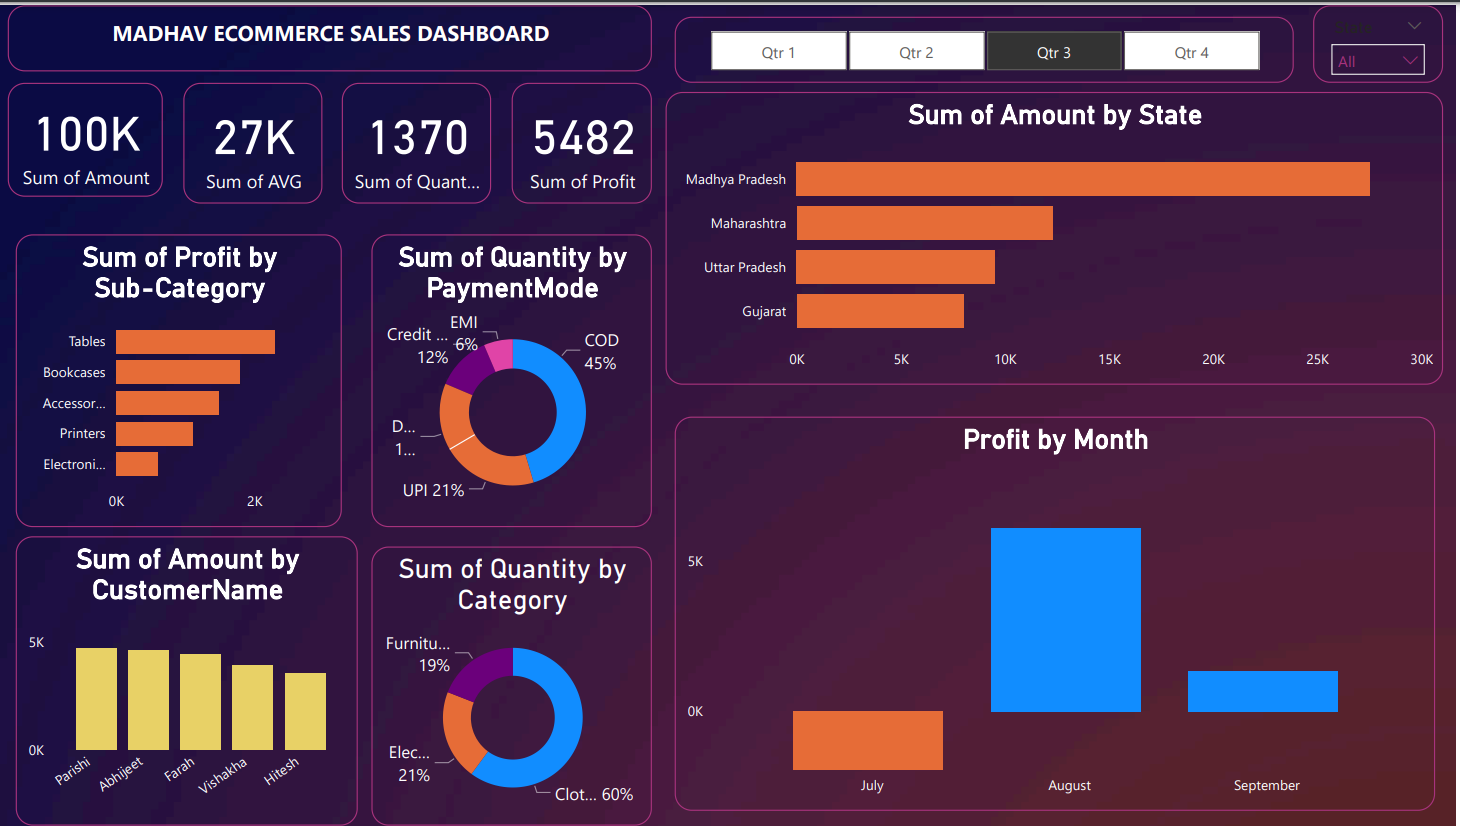 MADHAV ECOMMERCE SALES DASHBOARD
Qtr 1
Qtr 2
Qtr 3
Qtr 4
State
All
100K
Sum of Amount
27K
Sum of AVG
1370
Sum of Quant...
5482
Sum of Profit
Sum of Amount by State
Madhya Pradesh
Maharashtra
Uttar Pradesh
Gujarat
0K
5K
10K
15K
20K
25K
30K
Sum of Profit by
Sub-Category
Tables
Bookcases
Accessor...
Printers
Electroni...
0K
2K
Sum of Quantity by
PaymentMode
EMI
6%
Credit ...
12%
COD
45%
D...
1...
UPI 21%
Profit by Month
5K
0K
July
August
September
Sum of Amount by
CustomerName
5K
0K
Parishi
Abhijeet
Farah
Vishakha
Hitesh
Sum of Quantity by
Category
Furnitu...
19%
Elec...
21%
Clot... 60%